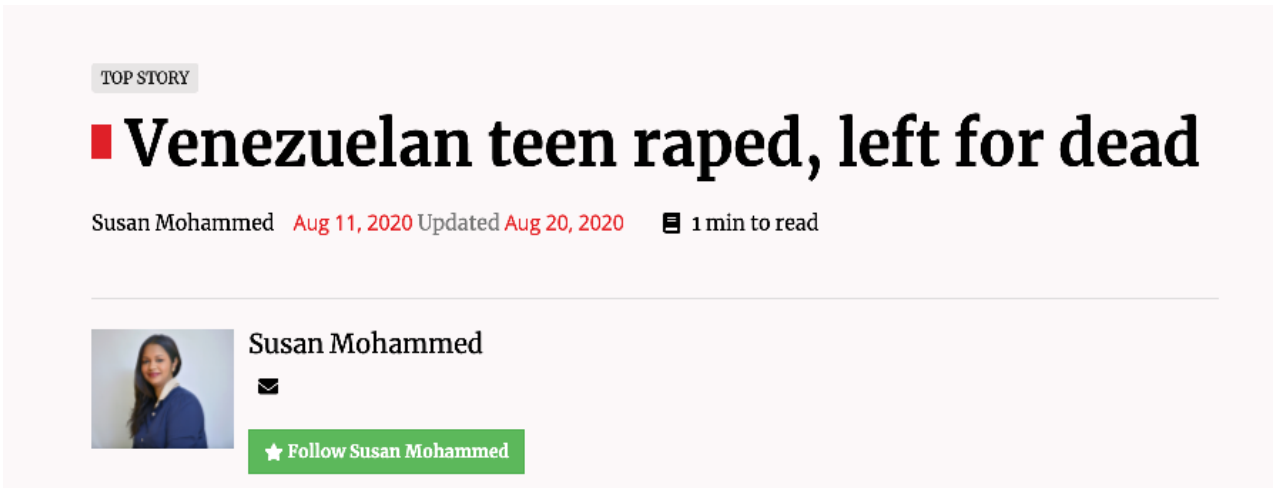 TOP STORY
Venezuelan teen raped, left for dead
Susan Mohammed Aug 11, 2020 Updated Aug 20, 2020 1 min to read
Susan Mohammed
Follow Susan Mohammed